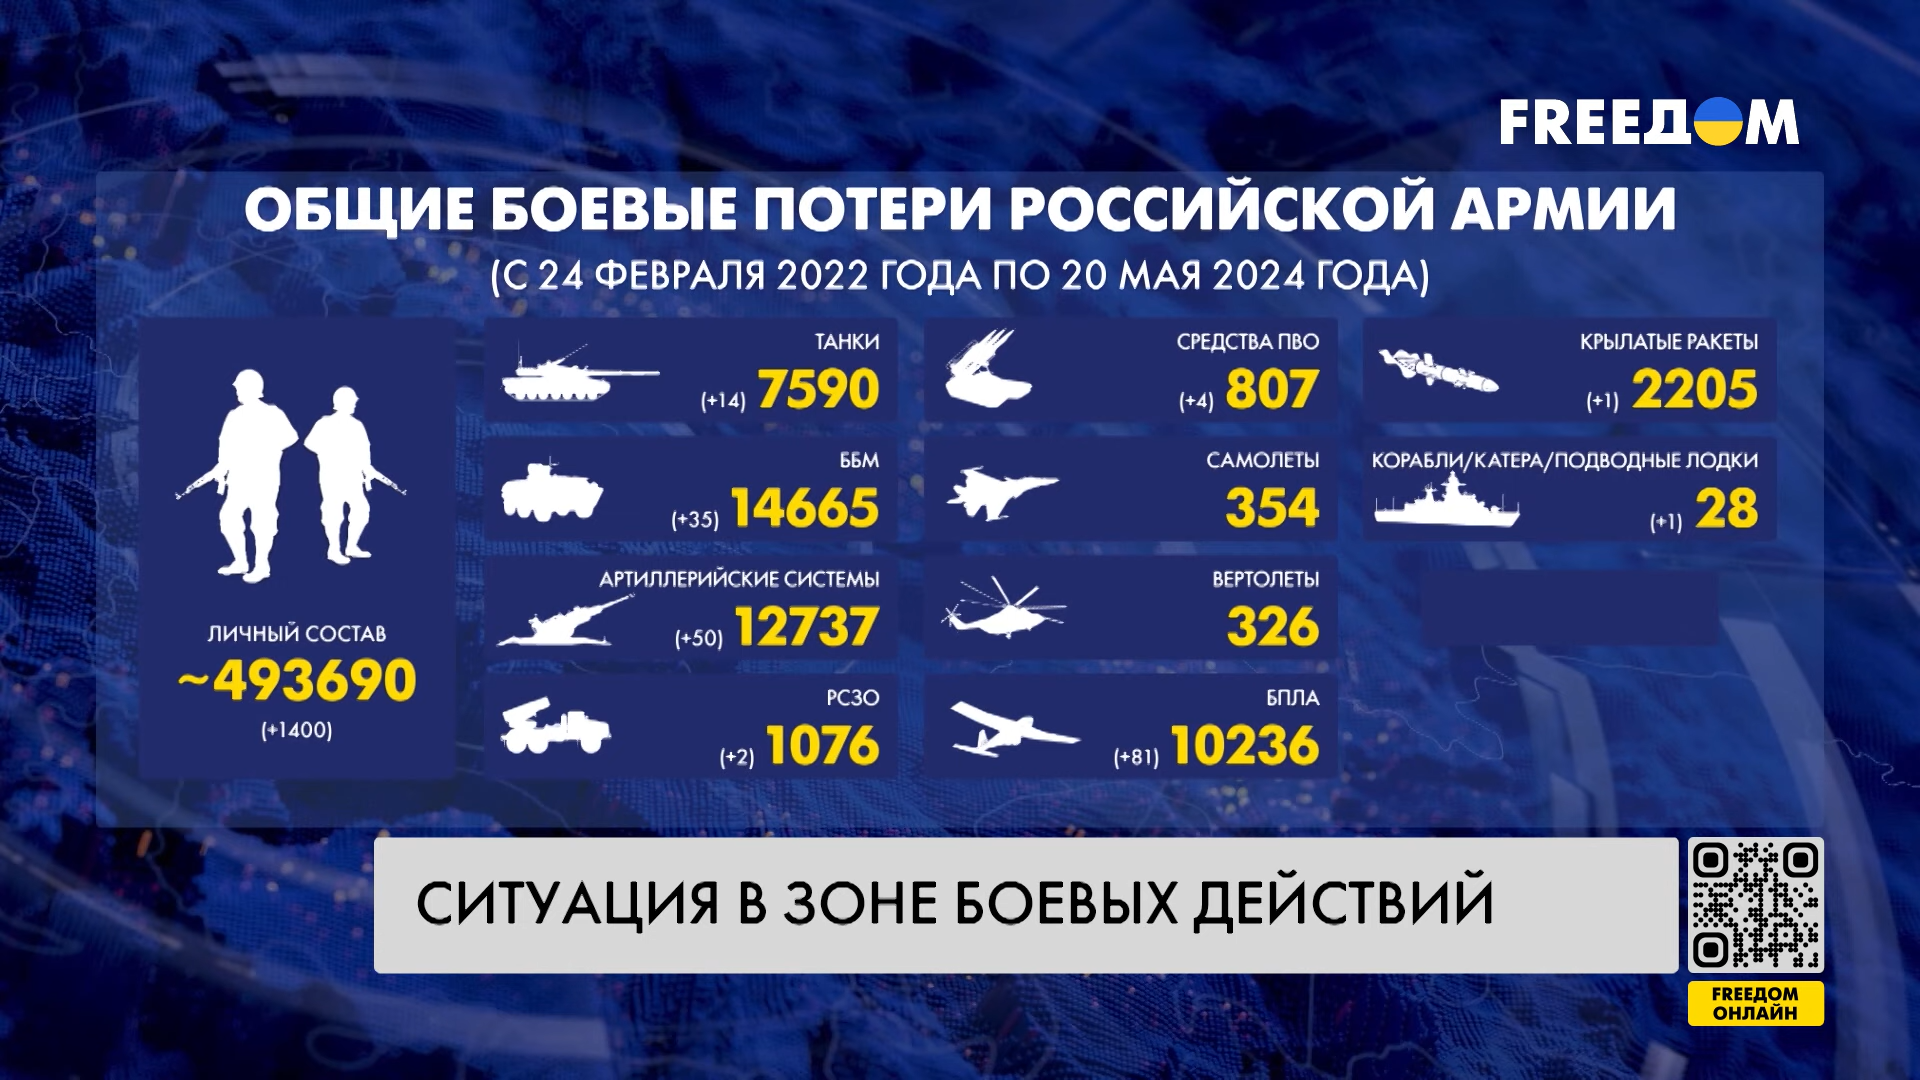 FREEДOM
ОБЩИЕ БОЕВЫЕ ПОТЕРИ РОССИЙСКОЙ АРМИИ
(С 24 ФЕВРАЛЯ 2022 ГОДА ПО 20 МАЯ 2024 ГОДА)
ЛИЧНЫЙ СОСТАВ
~493690
(+1400)
ТАНКИ
(+14) 7590
ББМ
(+35) 14665
АРТИЛЛЕРИЙСКИЕ СИСТЕМЫ
(+50) 12737
РСЗО
(+2) 1076
СРЕДСТВА ПВО
(+4) 807
САМОЛЕТЫ
354
ВЕРТОЛЕТЫ
326
БПЛА
(+81) 10236
КРЫЛАТЫЕ РАКЕТЫ
(+1) 2205
КОРАБЛИ/КАТЕРА/ПОДВОДНЫЕ ЛОДКИ
(+1) 28
СИТУАЦИЯ В ЗОНЕ БОЕВЫХ ДЕЙСТВИЙ
FREEДOM
ОНЛАЙН